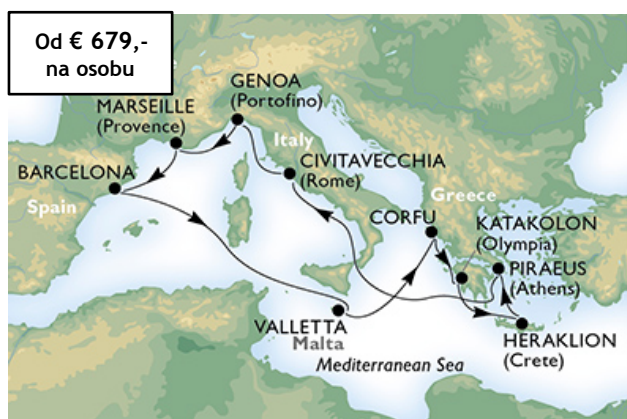 Od € 679,-
na osobu
GENOA
(Portofino)
MARSEILLE
(Provence)
Italy
CIVITAVECCHIA
(Rome)
BARCELONA
Spain
Greece
CORFU
KATAKOLON
(Olympia)
PIRAEUS
(Athens)
VALLETTA
Malta
HERAKLION
(Crete)
Mediterranean Sea